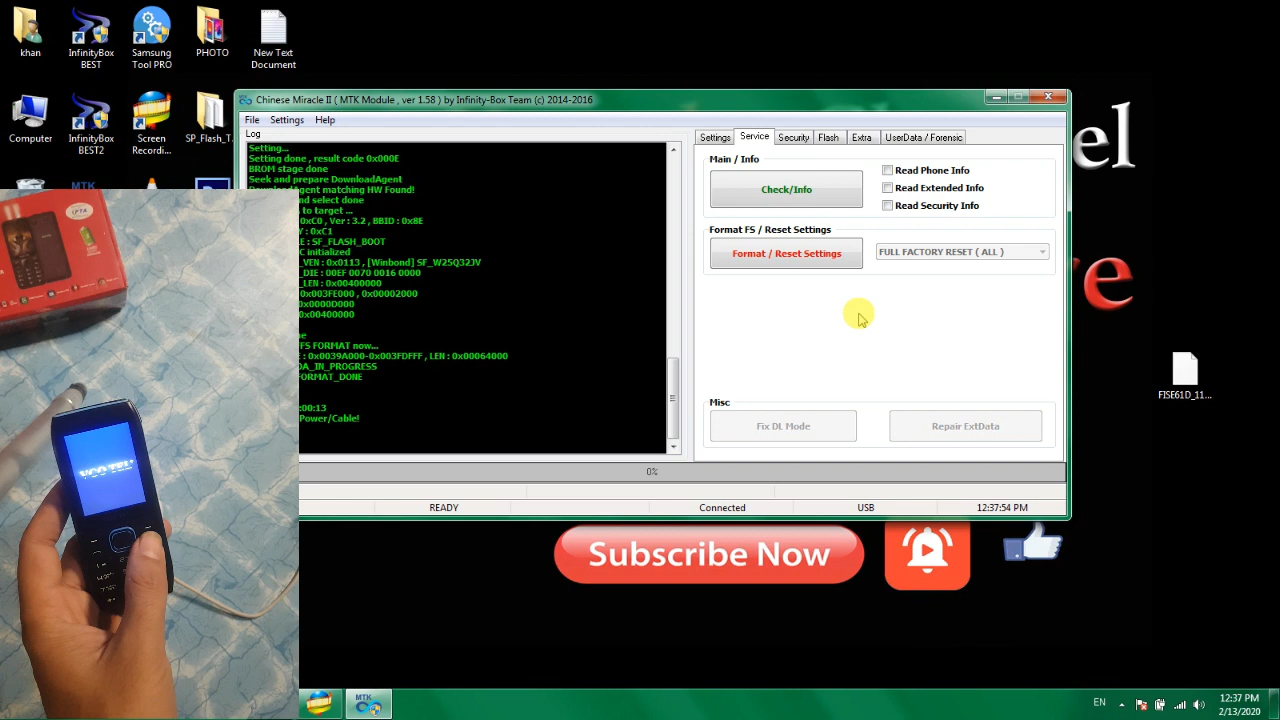 khan
InfinityBox
BEST
Samsung
Tool PRO
PHOTO
New Text
Document
Computer
InfinityBox
BEST2
Screen
Recordi...
SP_Flash_T...
MTK
Chinese Miracle II ( MTK Module , ver 1.58 ) by Infinity-Box Team (c) 2014-2016
File Settings Help
Log
Setting...
Setting done , result code 0x000E
BROM stage done
Seek and prepare DownloadAgent
DownloadAgent matching HW Found!
and select done
to target ...
0xC0 , Ver : 3.2 , BBID : 0x8E
Y : 0xC1
E : SF_FLASH_BOOT
C initialized
_VEN : 0x0113 , [Winbond] SF_W25Q32JV
_DIE : 00EF 0070 0016 0000
_LEN : 0x00400000
0x003FE000 , 0x00002000
0x0000D000
0x00400000
e
FS FORMAT now...
: 0x0039A000-0x003FDFFF , LEN : 0x00064000
DA_IN_PROGRESS
FORMAT_DONE
:00:13
Power/Cable!
Settings Service Security Flash Extra UserData / Forensic
Main / Info
Check/Info
Read Phone Info
Read Extended Info
Read Security Info
Format FS / Reset Settings
Format / Reset Settings
FULL FACTORY RESET ( ALL )
Misc
Fix DL Mode
Repair ExtData
0%
READY Connected USB 12:37:54 PM
el
e
FISE61D_11...
Subscribe Now
MTK
EN
12:37 PM
2/13/2020